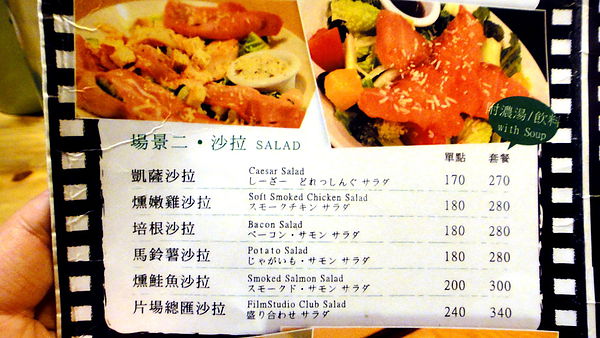 附濃湯/飲料
with Soup
場景二・沙拉 SALAD
單點 套餐
凱薩沙拉 Caesar Salad 170 270
しーざー どれっしんぐ サラダ
燻嫩雞沙拉 Soft Smoked Chicken Salad 180 280
スモークチキン サラダ
培根沙拉 Bacon Salad 180 280
ベーコン・サモン サラダ
馬鈴薯沙拉 Potato Salad 180 280
じゃがいも・サモン サラダ
燻鮭魚沙拉 Smoked Salmon Salad 200 300
スモークド・サモン サラダ
片場總匯沙拉 FilmStudio Club Salad 240 340
盛り合わせ サラダ